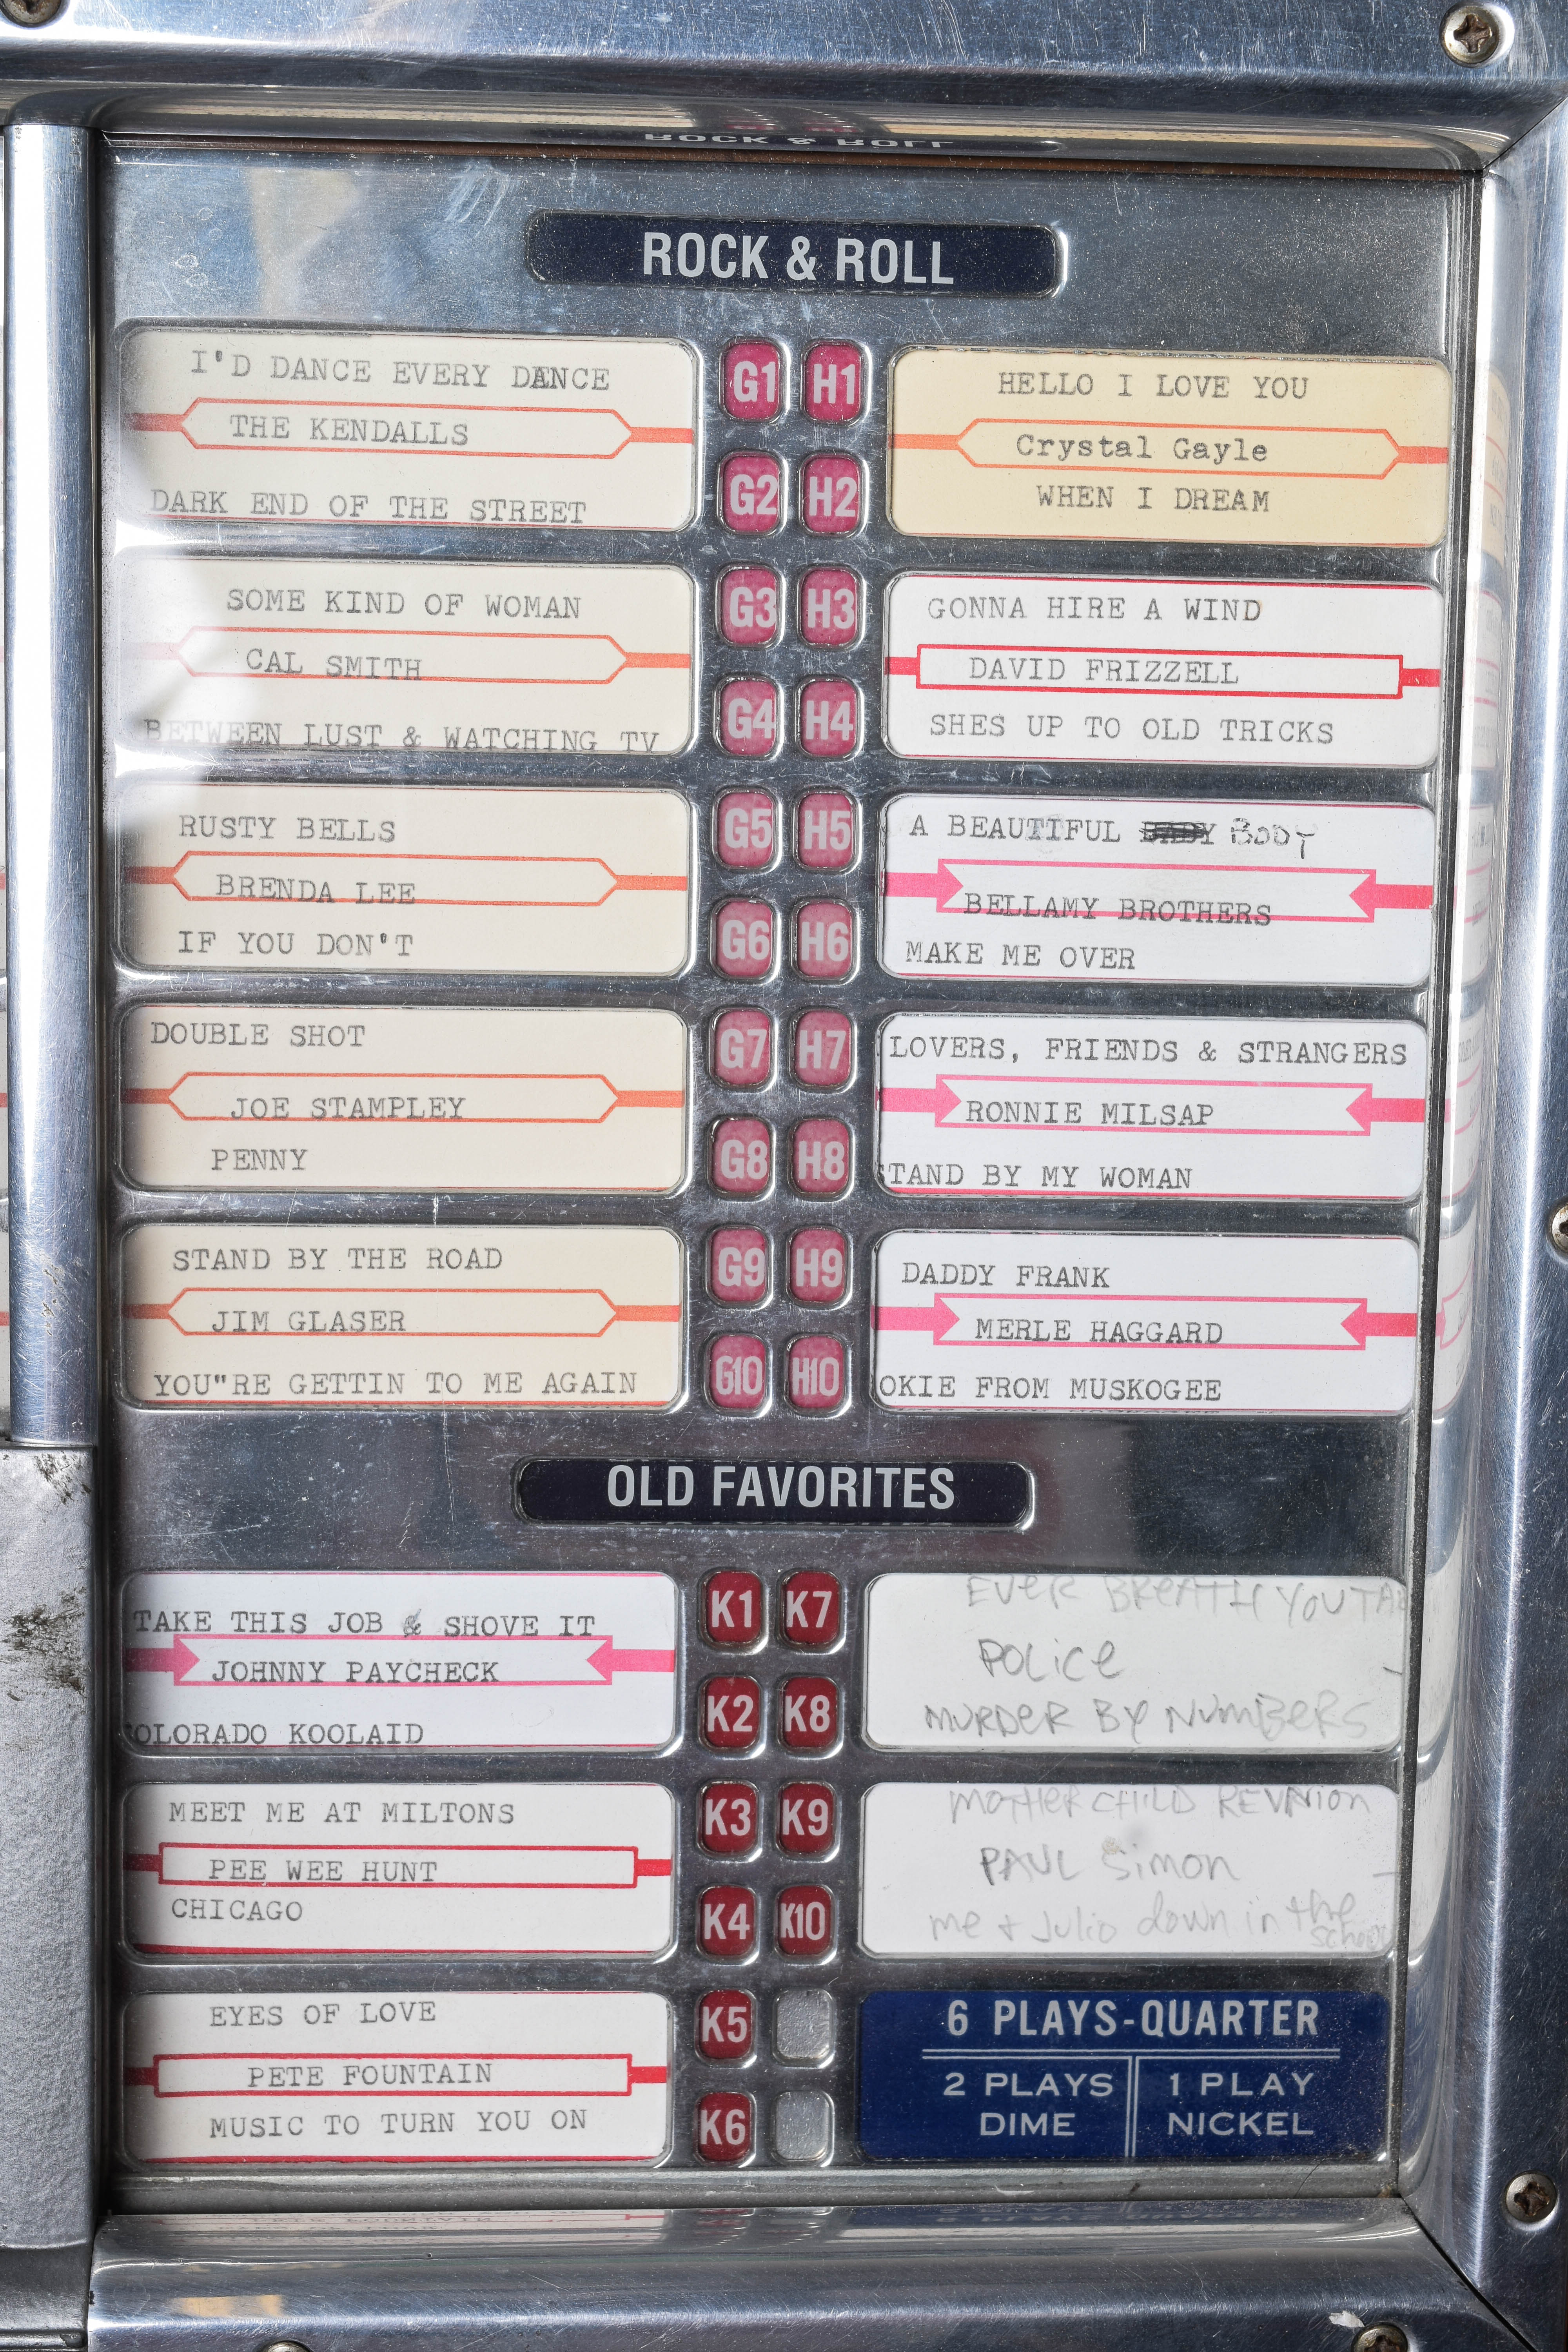 ROCK & ROLL
I'D DANCE EVERY DANCE
THE KENDALLS
DARK END OF THE STREET
G1 H1
G2 H2
HELLO I LOVE YOU
Crystal Gayle
WHEN I DREAM
SOME KIND OF WOMAN
CAL SMITH
BETWEEN LUST & WATCHING TV
G3 H3
G4 H4
GONNA HIRE A WIND
DAVID FRIZZELL
SHES UP TO OLD TRICKS
RUSTY BELLS
BRENDA LEE
IF YOU DON'T
G5 H5
G6 H6
A BEAUTIFUL BODY
BELLAMY BROTHERS
MAKE ME OVER
DOUBLE SHOT
JOE STAMPLEY
PENNY
G7 H7
G8 H8
LOVERS, FRIENDS & STRANGERS
RONNIE MILSAP
STAND BY MY WOMAN
STAND BY THE ROAD
JIM GLASER
YOU"RE GETTIN TO ME AGAIN
G9 H9
G10 H10
DADDY FRANK
MERLE HAGGARD
OKIE FROM MUSKOGEE
OLD FAVORITES
TAKE THIS JOB & SHOVE IT
JOHNNY PAYCHECK
OLORADO KOOLAID
K1 K7
K2 K8
EVER BREATH YOU TA
POLICE
MURDER BY NUMBERS
MEET ME AT MILTONS
PEE WEE HUNT
CHICAGO
K3 K9
K4 K10
MOTHER CHILD REUNION
PAUL Simon
me + Julio down in the
school
EYES OF LOVE
PETE FOUNTAIN
MUSIC TO TURN YOU ON
K5
K6
6 PLAYS-QUARTER
2 PLAYS DIME
1 PLAY NICKEL